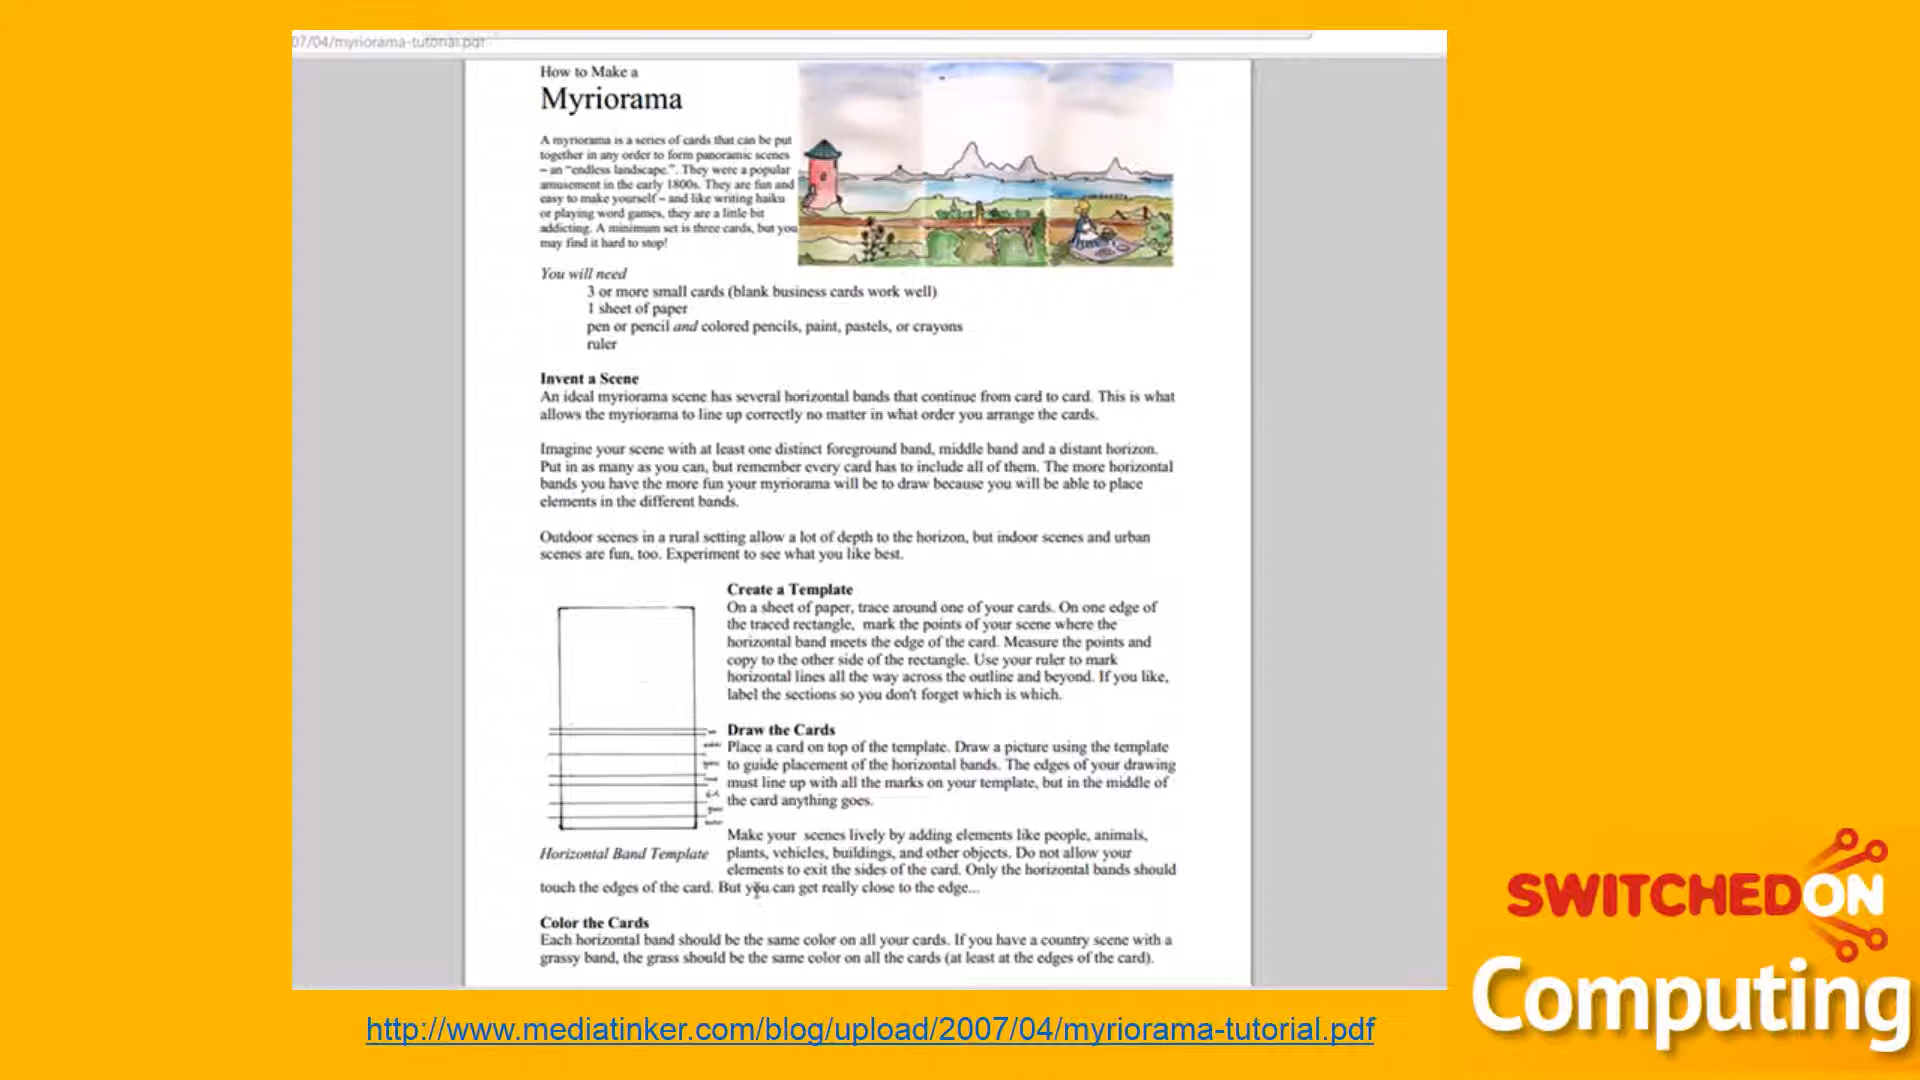 07/04/myriorama-tutorial.pdf
How to Make a
Myriorama
A myriorama is a series of cards that can be put
together in any order to form panoramic scenes
– an “endless landscape.”. They were a popular
amusement in the early 1800s. They are fun and
easy to make yourself – and like writing haiku
or playing word games, they are a little bit
addicting. A minimum set is three cards, but you
may find it hard to stop!
You will need
3 or more small cards (blank business cards work well)
1 sheet of paper
pen or pencil and colored pencils, paint, pastels, or crayons
ruler
Invent a Scene
An ideal myriorama scene has several horizontal bands that continue from card to card. This is what
allows the myriorama to line up correctly no matter in what order you arrange the cards.
Imagine your scene with at least one distinct foreground band, middle band and a distant horizon.
Put in as many as you can, but remember every card has to include all of them. The more horizontal
bands you have the more fun your myriorama will be to draw because you will be able to place
elements in the different bands.
Outdoor scenes in a rural setting allow a lot of depth to the horizon, but indoor scenes and urban
scenes are fun, too. Experiment to see what you like best.
Create a Template
On a sheet of paper, trace around one of your cards. On one edge of
the traced rectangle, mark the points of your scene where the
horizontal band meets the edge of the card. Measure the points and
copy to the other side of the rectangle. Use your ruler to mark
horizontal lines all the way across the outline and beyond. If you like,
label the sections so you don't forget which is which.
Draw the Cards
Place a card on top of the template. Draw a picture using the template
to guide placement of the horizontal bands. The edges of your drawing
must line up with all the marks on your template, but in the middle of
the card anything goes.
Make your scenes lively by adding elements like people, animals,
Horizontal Band Template
plants, vehicles, buildings, and other objects. Do not allow your
elements to exit the sides of the card. Only the horizontal bands should
touch the edges of the card. But you can get really close to the edge...
Color the Cards
Each horizontal band should be the same color on all your cards. If you have a country scene with a
grassy band, the grass should be the same color on all the cards (at least at the edges of the card).
http://www.mediatinker.com/blog/upload/2007/04/myriorama-tutorial.pdf
SWITCHEDON
Computing